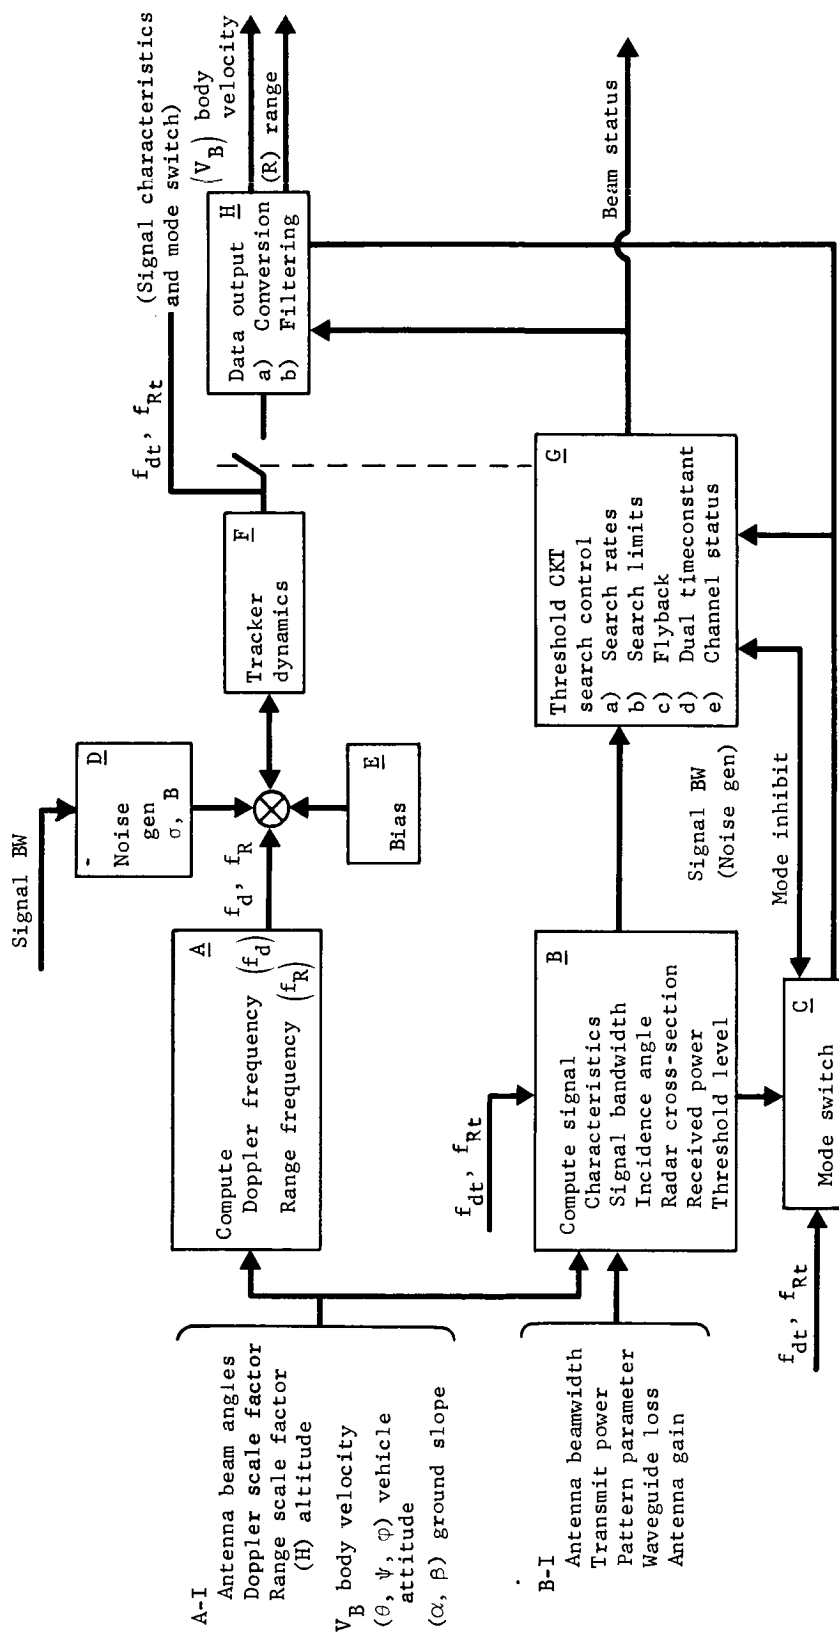 A-I
Antenna beam angles
Doppler scale factor
Range scale factor
(H) altitude
V_B body velocity
(θ, ψ, φ) vehicle
attitude
(α, β) ground slope
B-I
Antenna beamwidth
Transmit power
Pattern parameter
Waveguide loss
Antenna gain
A
Compute
Doppler frequency (f_d)
Range frequency (f_R)
f_d, f_R
Signal BW
D
Noise
gen
σ, B
E
Bias
F
Tracker
dynamics
f_dt, f_Rt
(Signal characteristics
and mode switch)
H
Data output
a) Conversion
b) Filtering
(V_B) body
velocity
(R) range
f_dt, f_Rt
B
Compute signal
Characteristics
Signal bandwidth
Incidence angle
Radar cross-section
Received power
Threshold level
Signal BW
(Noise gen)
G
Threshold CKT
search control
a) Search rates
b) Search limits
c) Flyback
d) Dual timeconstant
e) Channel status
Beam status
Mode inhibit
f_dt, f_Rt
C
Mode switch